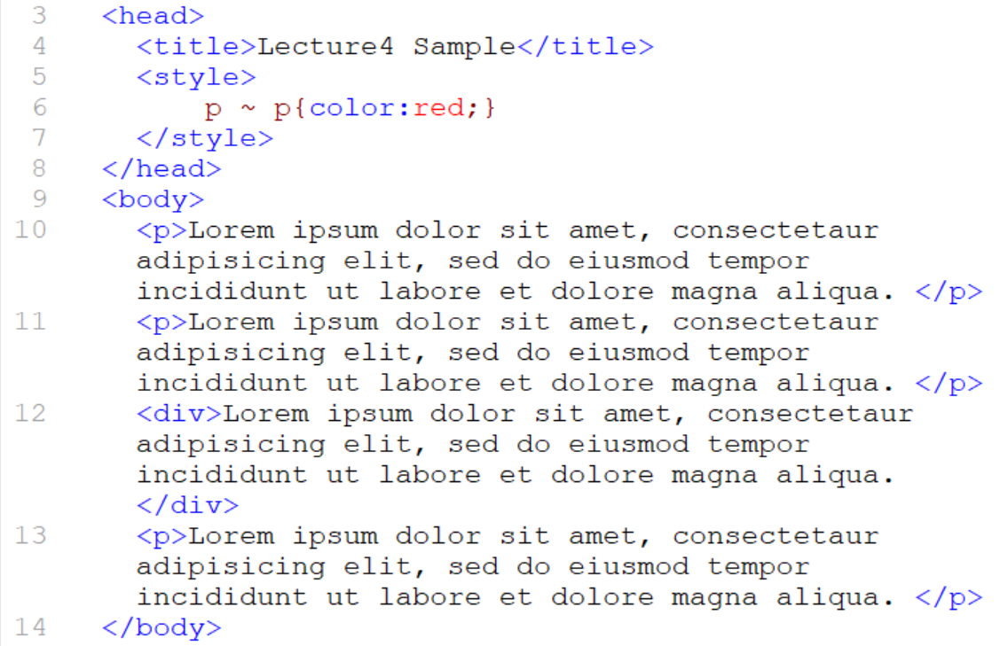 3 <head>
4 <title>Lecture4 Sample</title>
5 <style>
6 p ~ p{color:red;}
7 </style>
8 </head>
9 <body>
10 <p>Lorem ipsum dolor sit amet, consectetaur
adipisicing elit, sed do eiusmod tempor
incididunt ut labore et dolore magna aliqua. </p>
11 <p>Lorem ipsum dolor sit amet, consectetaur
adipisicing elit, sed do eiusmod tempor
incididunt ut labore et dolore magna aliqua. </p>
12 <div>Lorem ipsum dolor sit amet, consectetaur
adipisicing elit, sed do eiusmod tempor
incididunt ut labore et dolore magna aliqua.
</div>
13 <p>Lorem ipsum dolor sit amet, consectetaur
adipisicing elit, sed do eiusmod tempor
incididunt ut labore et dolore magna aliqua. </p>
14 </body>